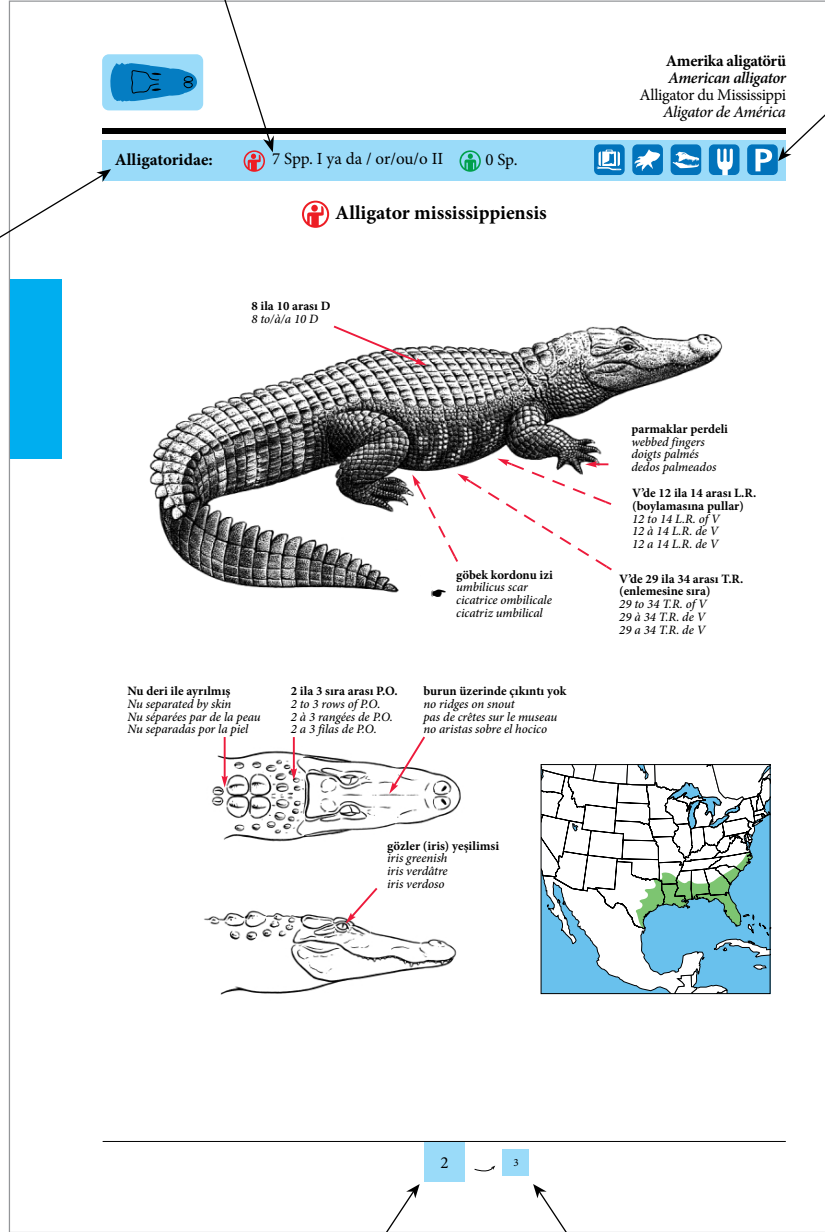 Amerika aligatörü
American alligator
Alligator du Mississippi
Aligator de América
Alligatoridae: 7 Spp. I ya da / or/ou/o II 0 Sp. P
Alligator mississippiensis
8 ila 10 arası D
8 to/à/a 10 D
parmaklar perdeli
webbed fingers
doigts palmés
dedos palmeados
V'de 12 ila 14 arası L.R.
(boylamasına pullar)
12 to 14 L.R. of V
12 à 14 L.R. de V
12 a 14 L.R. de V
göbek kordonu izi
umbilicus scar
cicatrice ombilicale
cicatriz umbilical
V'de 29 ila 34 arası T.R.
(enlemesine sıra)
29 to 34 T.R. of V
29 à 34 T.R. de V
29 a 34 T.R. de V
Nu deri ile ayrılmış
Nu separated by skin
Nu séparées par de la peau
Nu separadas por la piel
2 ila 3 sıra arası P.O.
2 to 3 rows of P.O.
2 à 3 rangées de P.O.
2 a 3 filas de P.O.
burun üzerinde çıkıntı yok
no ridges on snout
pas de crêtes sur le museau
no aristas sobre el hocico
gözler (iris) yeşilimsi
iris greenish
iris verdâtre
iris verdoso
2 3